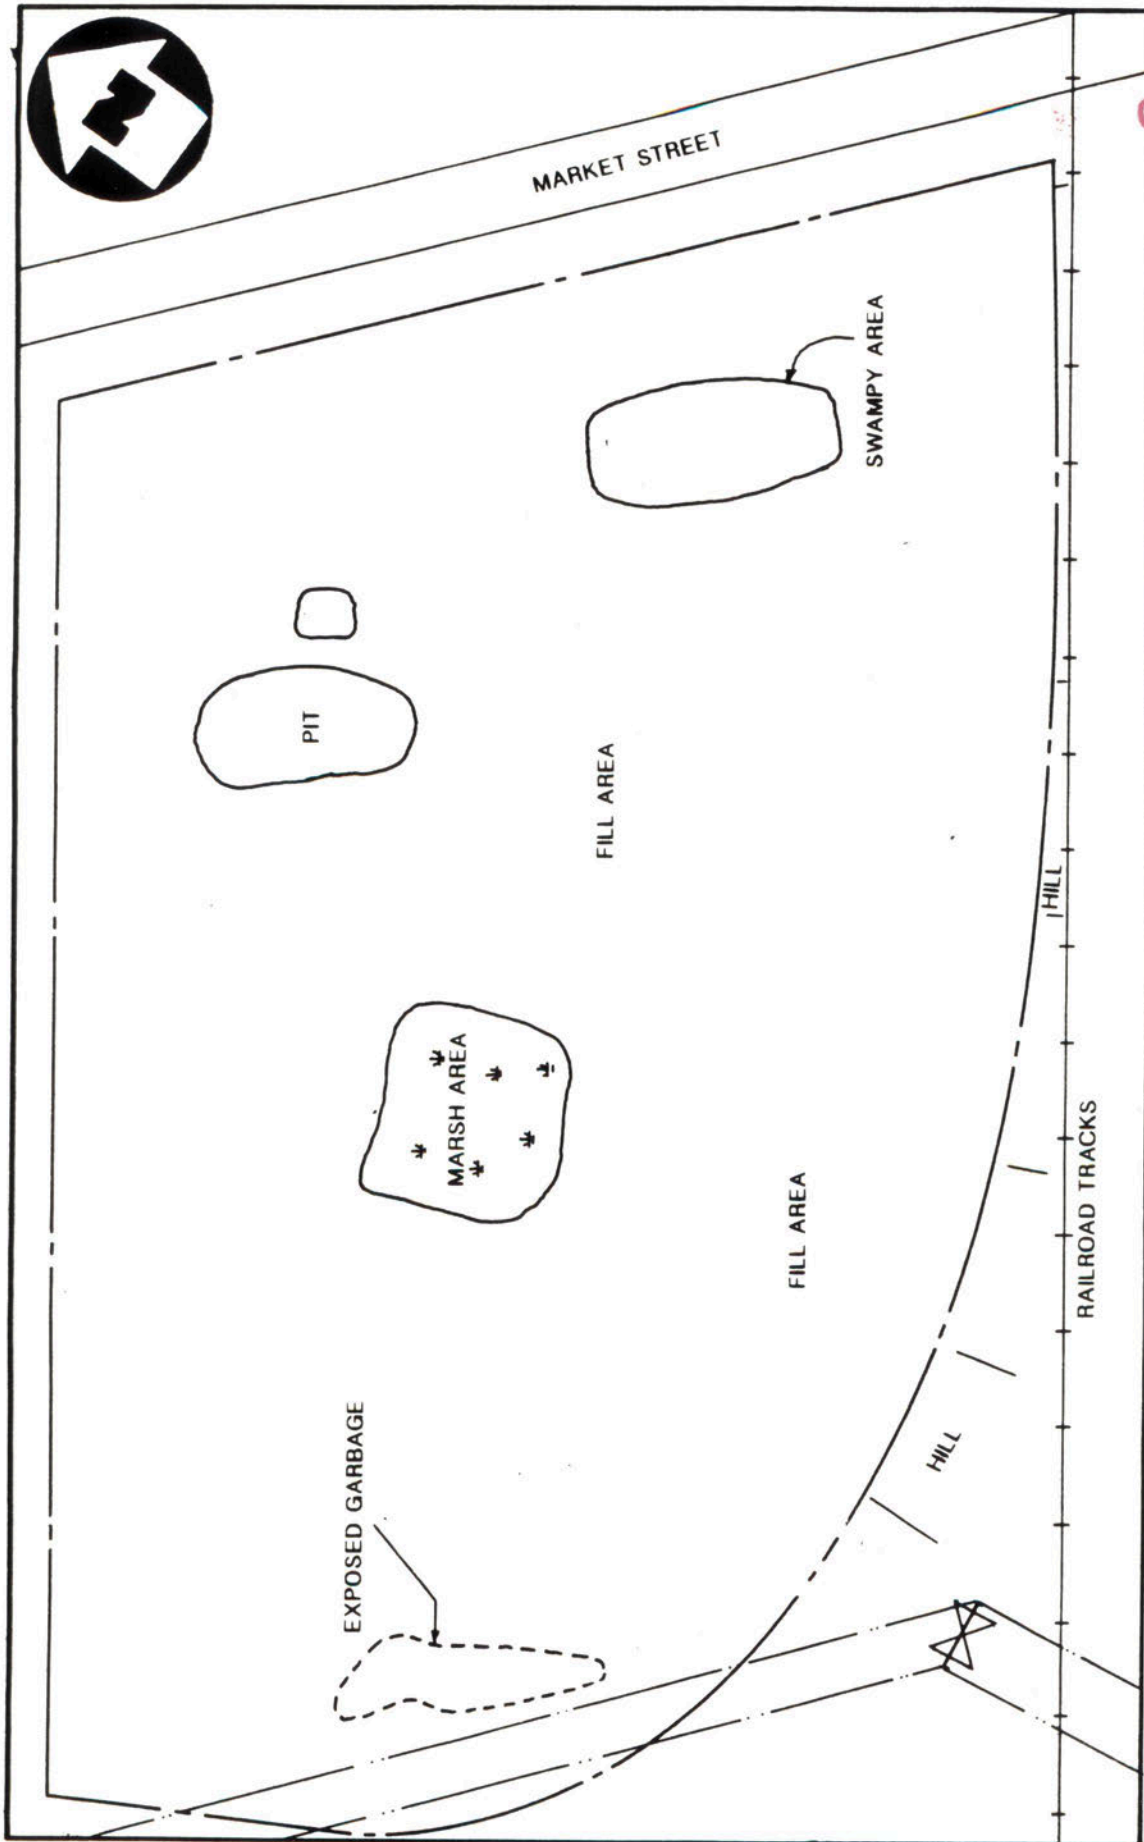 N
MARKET STREET
SWAMPY AREA
PIT
FILL AREA
HILL
MARSH AREA
FILL AREA
RAILROAD TRACKS
EXPOSED GARBAGE
HILL